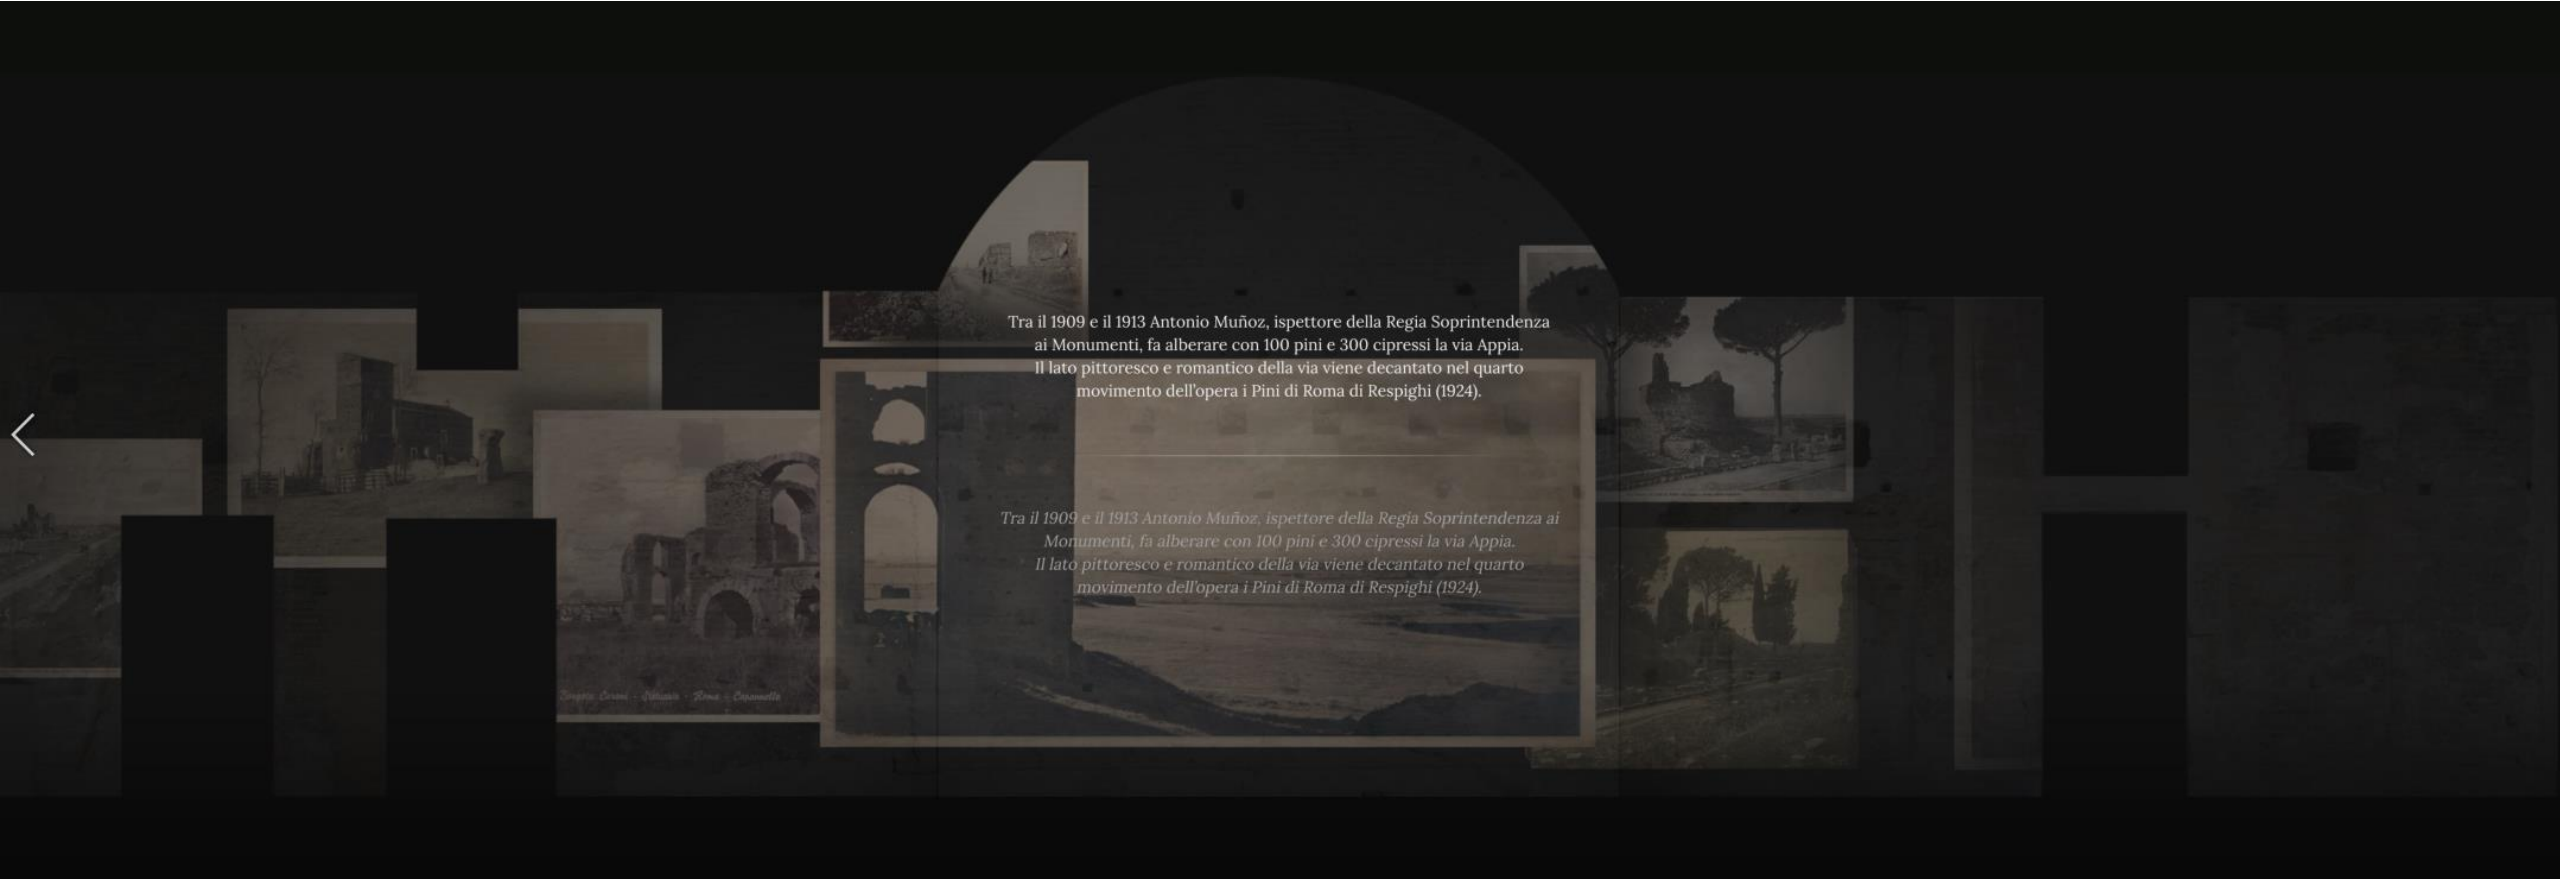 Tra il 1909 e il 1913 Antonio Muñoz, ispettore della Regia Soprintendenza
ai Monumenti, fa alberare con 100 pini e 300 cipressi la via Appia.
Il lato pittoresco e romantico della via viene decantato nel quarto
movimento dell'opera i Pini di Roma di Respighi (1924).
Tra il 1909 e il 1913 Antonio Muñoz, ispettore della Regia Soprintendenza ai
Monumenti, fa alberare con 100 pini e 300 cipressi la via Appia.
Il lato pittoresco e romantico della via viene decantato nel quarto
movimento dell'opera i Pini di Roma di Respighi (1924).
- Roma - Capannelle